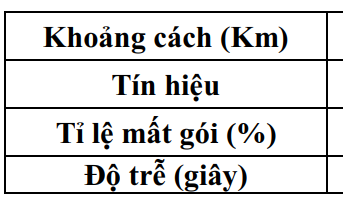 Khoảng cách (Km)
Tín hiệu
Tỉ lệ mất gói (%)
Độ trễ (giây)